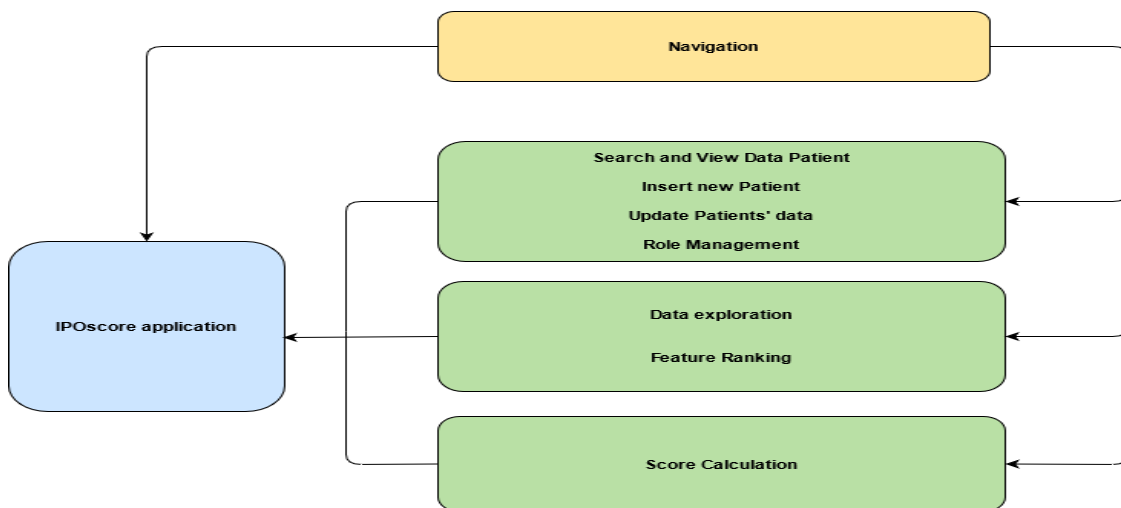 Navigation
Search and View Data Patient
Insert new Patient
Update Patients' data
Role Management
IPOscore application
Data exploration
Feature Ranking
Score Calculation